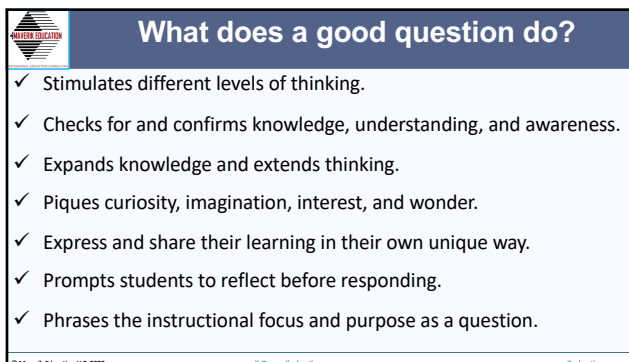 MAVERIK EDUCATION
What does a good question do?
✓ Stimulates different levels of thinking.
✓ Checks for and confirms knowledge, understanding, and awareness.
✓ Expands knowledge and extends thinking.
✓ Piques curiosity, imagination, interest, and wonder.
✓ Express and share their learning in their own unique way.
✓ Prompts students to reflect before responding.
✓ Phrases the instructional focus and purpose as a question.